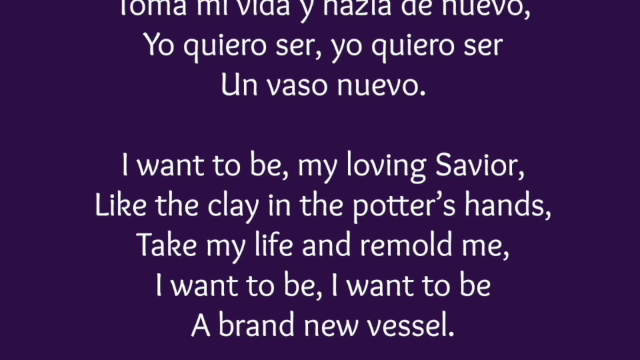 Toma mi vida y hazla de nuevo,
Yo quiero ser, yo quiero ser
Un vaso nuevo.
I want to be, my loving Savior,
Like the clay in the potter’s hands,
Take my life and remold me,
I want to be, I want to be
A brand new vessel.